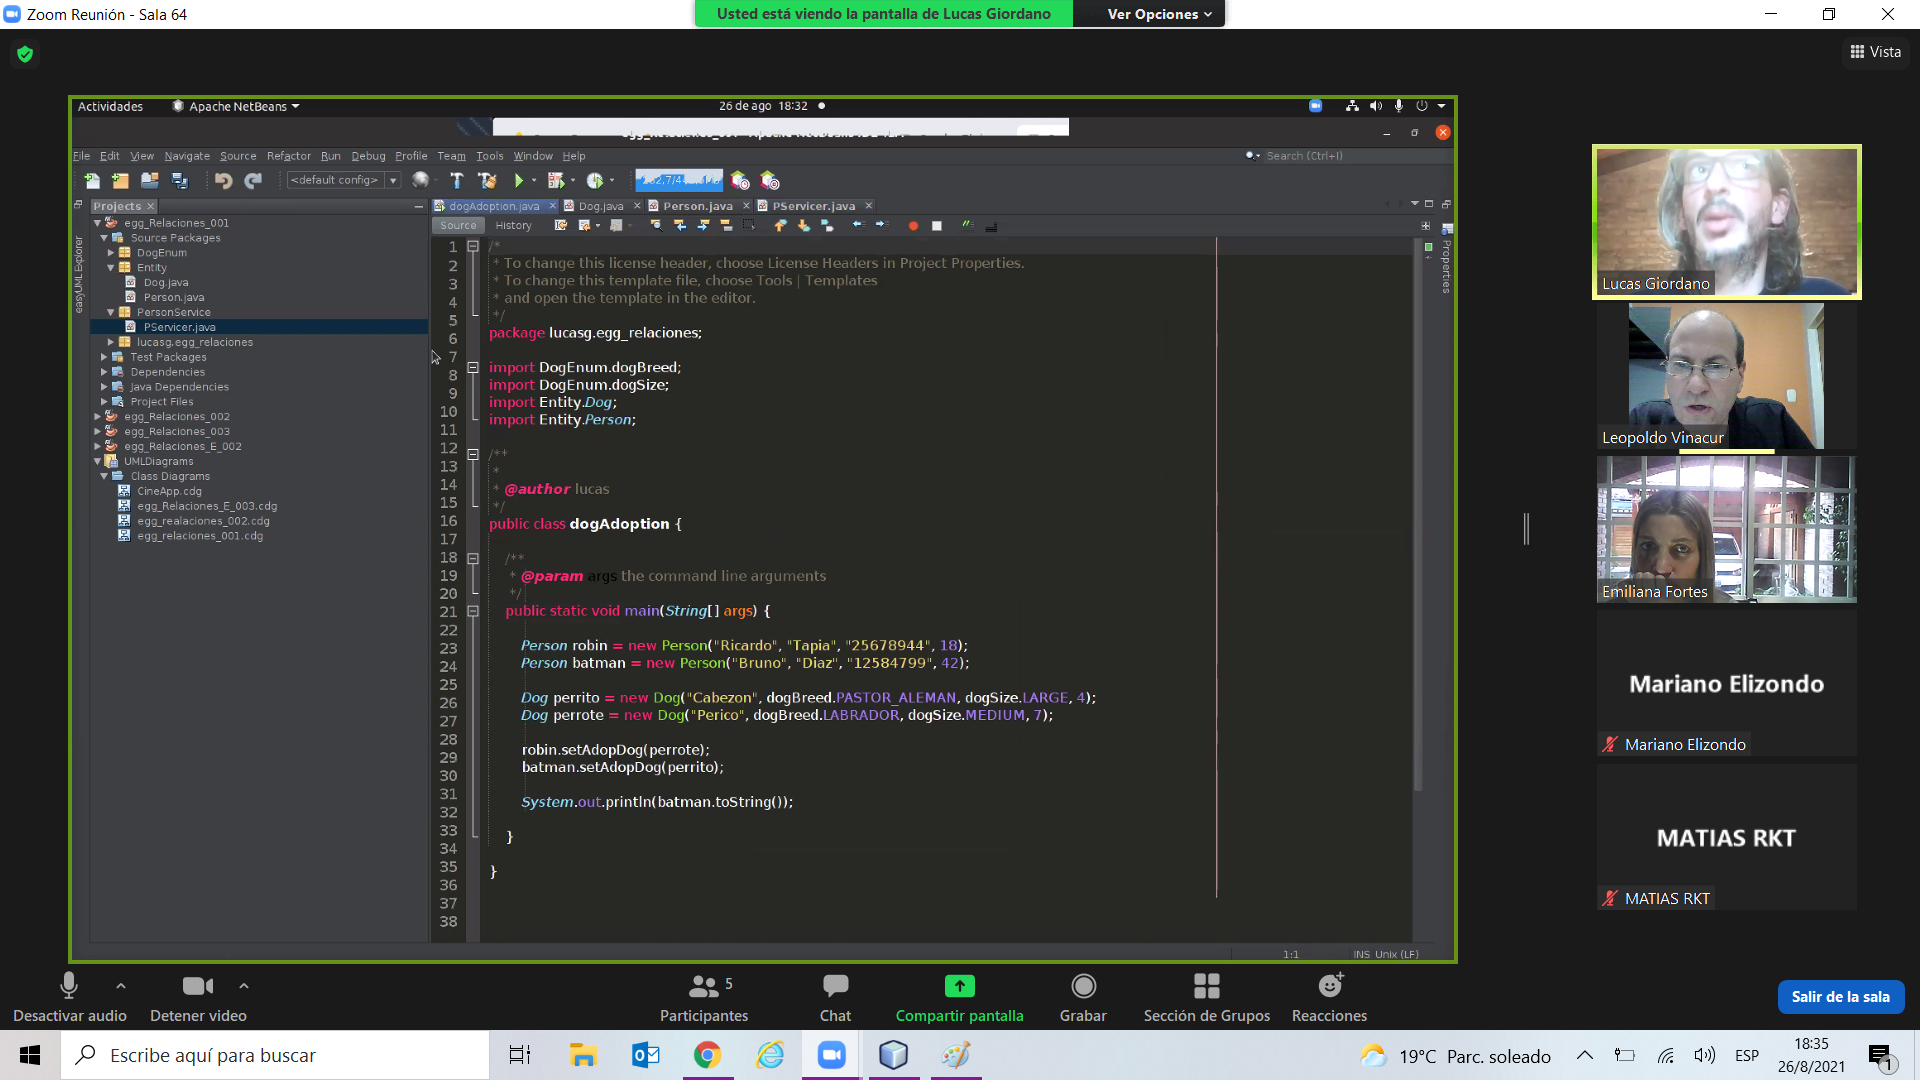 Zoom Reunión - Sala 64
Usted está viendo la pantalla de Lucas Giordano
Ver Opciones
Vista
Actividades
Apache NetBeans
26 de ago 18:32
File Edit View Navigate Source Refactor Run Debug Profile Team Tools Window Help
Search (Ctrl+I)
<default config>
Projects
dogAdoption.java
Dog.java
Person.java
PServicer.java
Source
History
easyUML Explorer
Properties
egg_Relaciones_001
Source Packages
DogEnum
Entity
Dog.java
Person.java
PersonService
PServicer.java
lucasg.egg_relaciones
Test Packages
Dependencies
Java Dependencies
Project Files
egg_Relaciones_002
egg_Relaciones_003
egg_Relaciones_E_002
UMLDiagrams
Class Diagrams
CineApp.cdg
egg_Relaciones_E_003.cdg
egg_realaciones_002.cdg
egg_relaciones_001.cdg
1
2
3
4
5
6
7
8
9
10
11
12
13
14
15
16
17
18
19
20
21
22
23
24
25
26
27
28
29
30
31
32
33
34
35
36
37
38
/*
* To change this license header, choose License Headers in Project Properties.
* To change this template file, choose Tools | Templates
* and open the template in the editor.
*/
package lucasg.egg_relaciones;
import DogEnum.dogBreed;
import DogEnum.dogSize;
import Entity.Dog;
import Entity.Person;
/**
*
* @author lucas
*/
public class dogAdoption {
/**
* @param args the command line arguments
*/
public static void main(String[] args) {
Person robin = new Person("Ricardo", "Tapia", "25678944", 18);
Person batman = new Person("Bruno", "Diaz", "12584799", 42);
Dog perrito = new Dog("Cabezon", dogBreed.PASTOR_ALEMAN, dogSize.LARGE, 4);
Dog perrote = new Dog("Perico", dogBreed.LABRADOR, dogSize.MEDIUM, 7);
robin.setAdopDog(perrote);
batman.setAdopDog(perrito);
System.out.println(batman.toString());
}
}
1:1
INS Unix (LF)
Lucas Giordano
Leopoldo Vinacur
Emiliana Fortes
Mariano Elizondo
Mariano Elizondo
MATIAS RKT
MATIAS RKT
Desactivar audio
Detener video
5
Participantes
Chat
Compartir pantalla
Grabar
Sección de Grupos
Reacciones
Salir de la sala
Escribe aquí para buscar
19°C Parc. soleado
ESP
18:35
26/8/2021
1